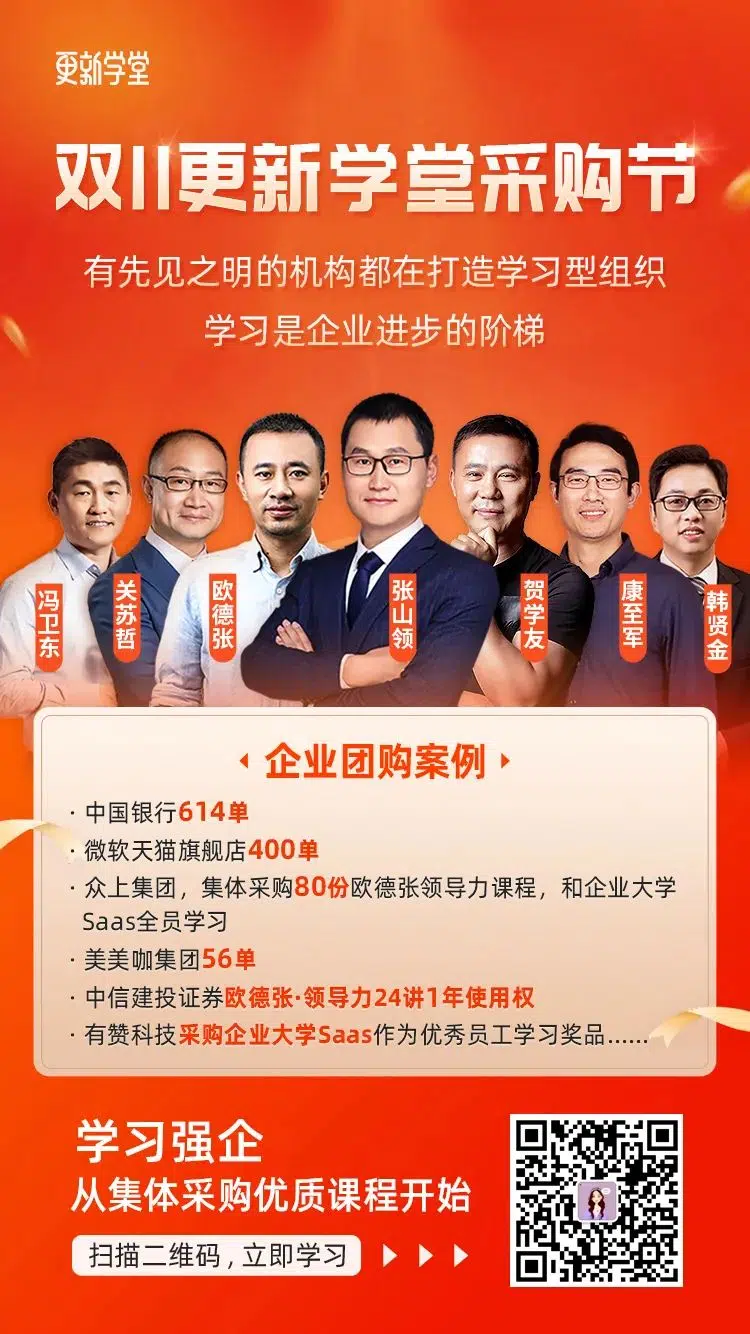 更新学堂
双11更新学堂采购节
有先见之明的机构都在打造学习型组织
学习是企业进步的阶梯
冯卫东
关苏哲
欧德张
张山领
贺学友
康至军
韩贤金
企业团购案例
·中国银行614单
·微软天猫旗舰店400单
·众上集团，集体采购80份欧德张领导力课程，和企业大学
Saas全员学习
·美美咖集团56单
·中信建投证券欧德张·领导力24讲1年使用权
·有赞科技采购企业大学Saas作为优秀员工学习奖品......
学习强企
从集体采购优质课程开始
扫描二维码，立即学习